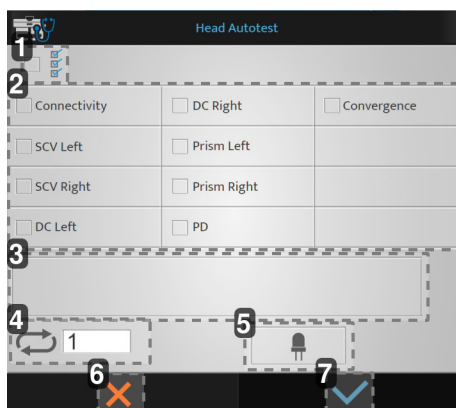 Head Autotest
1
2
Connectivity DC Right Convergence
SCV Left Prism Left
SCV Right Prism Right
DC Left PD
3
4
1
5
6
7